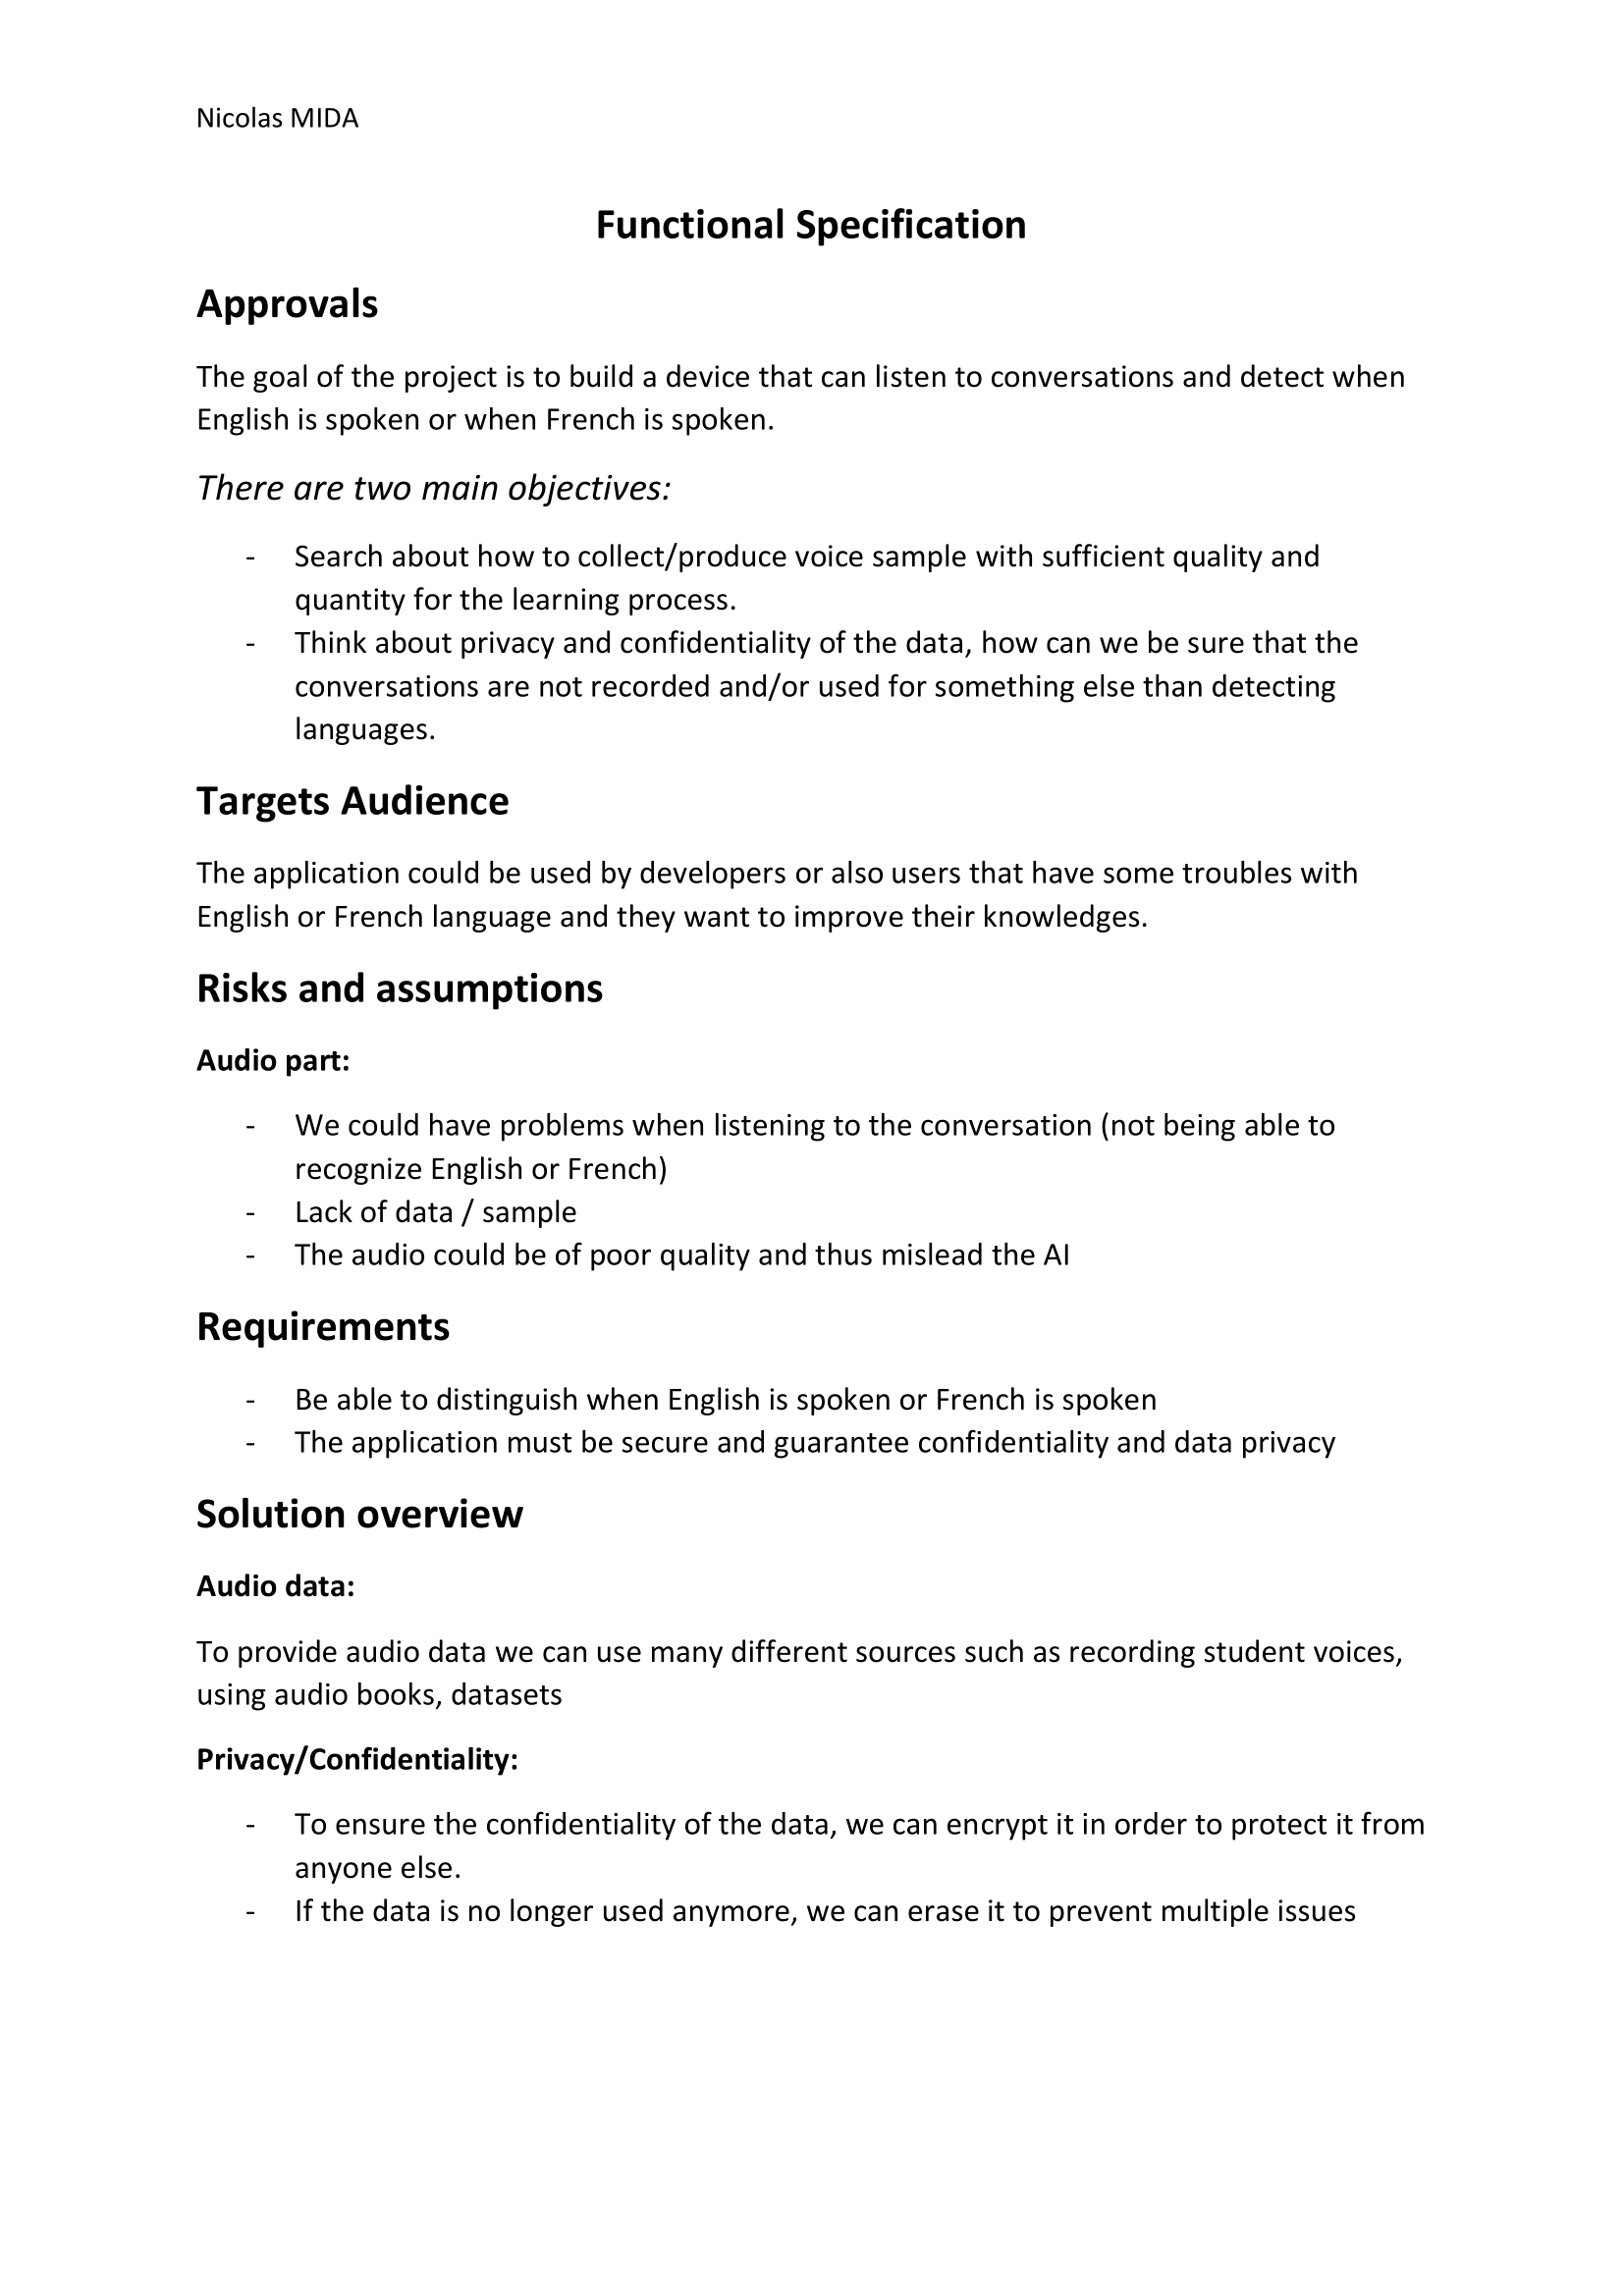 Nicolas MIDA
Functional Specification
Approvals
The goal of the project is to build a device that can listen to conversations and detect when
English is spoken or when French is spoken.
There are two main objectives:
- Search about how to collect/produce voice sample with sufficient quality and
quantity for the learning process.
- Think about privacy and confidentiality of the data, how can we be sure that the
conversations are not recorded and/or used for something else than detecting
languages.
Targets Audience
The application could be used by developers or also users that have some troubles with
English or French language and they want to improve their knowledges.
Risks and assumptions
Audio part:
- We could have problems when listening to the conversation (not being able to
recognize English or French)
- Lack of data / sample
- The audio could be of poor quality and thus mislead the AI
Requirements
- Be able to distinguish when English is spoken or French is spoken
- The application must be secure and guarantee confidentiality and data privacy
Solution overview
Audio data:
To provide audio data we can use many different sources such as recording student voices,
using audio books, datasets
Privacy/Confidentiality:
- To ensure the confidentiality of the data, we can encrypt it in order to protect it from
anyone else.
- If the data is no longer used anymore, we can erase it to prevent multiple issues